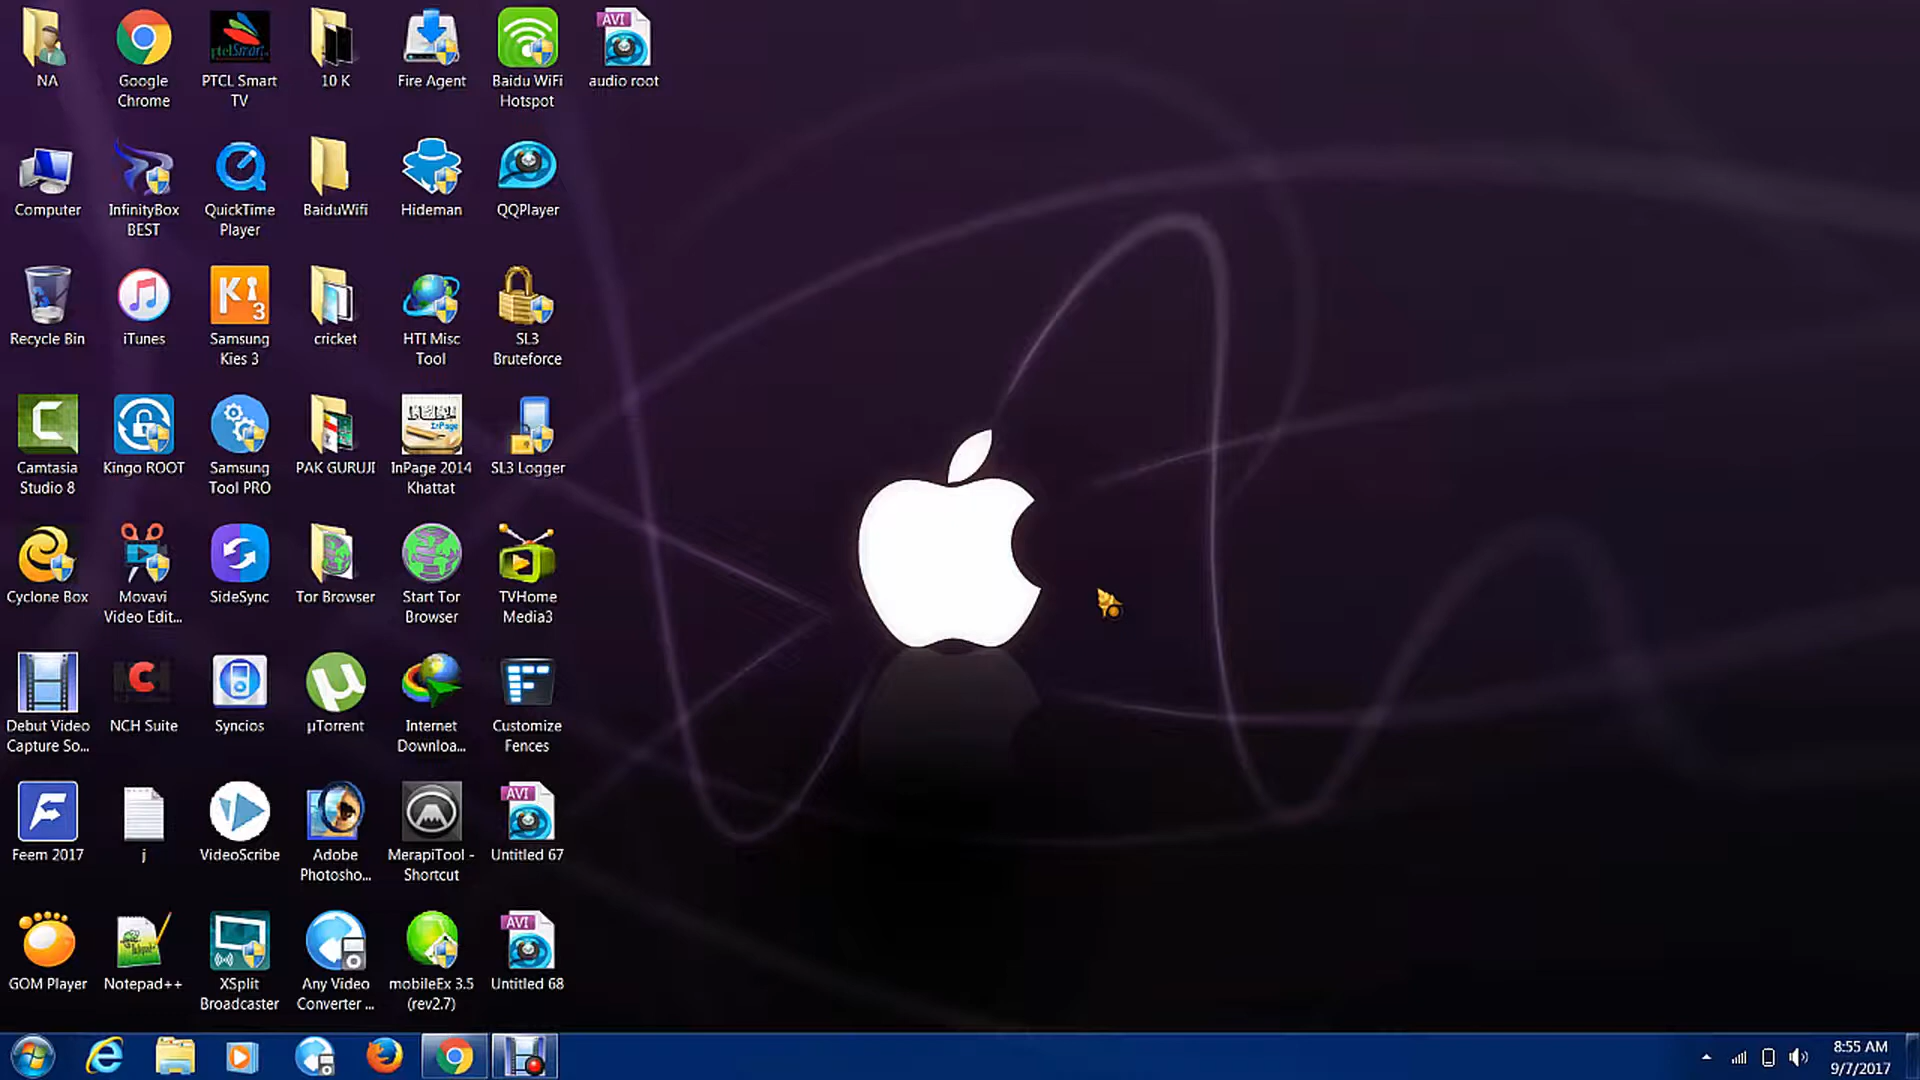 NA
Google
Chrome
PTCL Smart
TV
10 K
Fire Agent
Baidu WiFi
Hotspot
AVI
audio root
Computer
InfinityBox
BEST
QuickTime
Player
BaiduWifi
Hideman
QQPlayer
Recycle Bin
iTunes
Samsung
Kies 3
cricket
HTI Misc
Tool
SL3
Bruteforce
Camtasia
Studio 8
Kingo ROOT
Samsung
Tool PRO
PAK GURUJI
InPage
InPage 2014
Khattat
SL3 Logger
Cyclone Box
Movavi
Video Edit...
SideSync
Tor Browser
Start Tor
Browser
TVHome
Media3
Debut Video
Capture So...
NCH Suite
Syncios
µTorrent
Internet
Downloa...
Customize
Fences
Feem 2017
j
VideoScribe
Adobe
Photosho...
MerapiTool -
Shortcut
AVI
Untitled 67
GOM Player
Notepad++
XSplit
Broadcaster
Any Video
Converter ...
mobileEx 3.5
(rev2.7)
AVI
Untitled 68
8:55 AM
9/7/2017